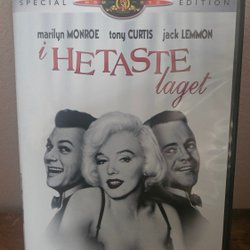 SPECIAL EDITION
marilyn MONROE tony CURTIS jack LEMMON
i HETASTE
laget